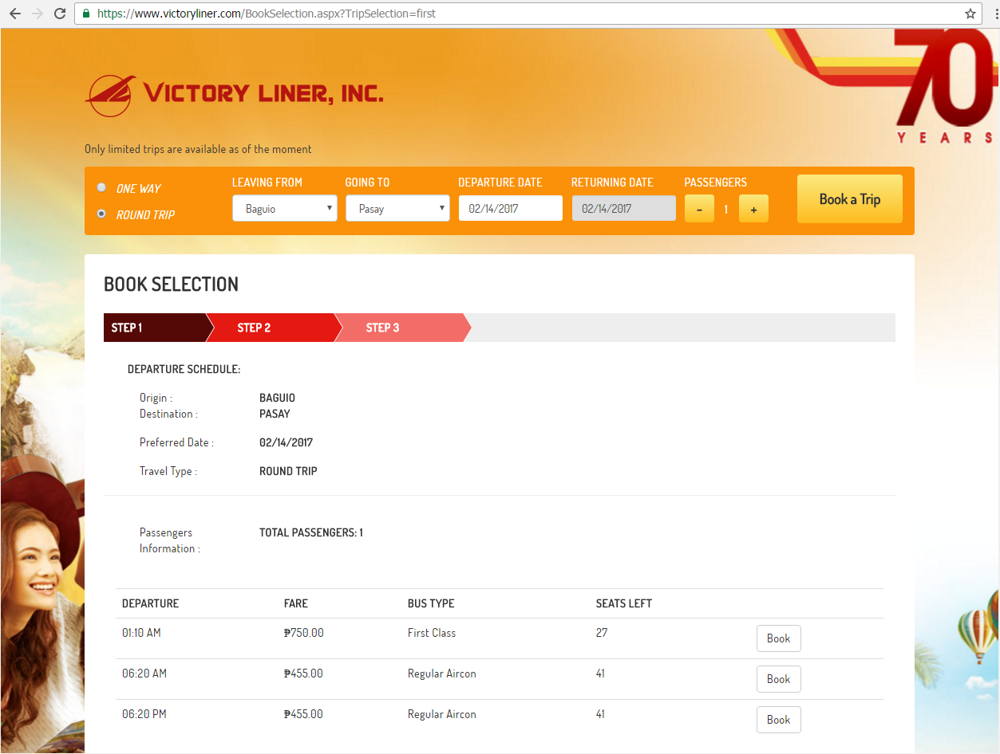 https://www.victoryliner.com/BookSelection.aspx?TripSelection=first
70
YEARS
VICTORY LINER, INC.
Only limited trips are available as of the moment
ONE WAY
ROUND TRIP
LEAVING FROM GOING TO DEPARTURE DATE RETURNING DATE PASSENGERS
Baguio Pasay 02/14/2017 02/14/2017 - 1 +
Book a Trip
BOOK SELECTION
STEP 1 STEP 2 STEP 3
DEPARTURE SCHEDULE:
Origin : BAGUIO
Destination : PASAY
Preferred Date : 02/14/2017
Travel Type : ROUND TRIP
Passengers TOTAL PASSENGERS: 1
Information :
DEPARTURE FARE BUS TYPE SEATS LEFT
01:10 AM ₱750.00 First Class 27 Book
06:20 AM ₱455.00 Regular Aircon 41 Book
06:20 PM ₱455.00 Regular Aircon 41 Book